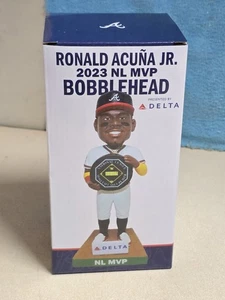 RONALD ACUÑA JR.
2023 NL MVP
BOBBLEHEAD
PRESENTED BY
DELTA
DELTA
NL MVP